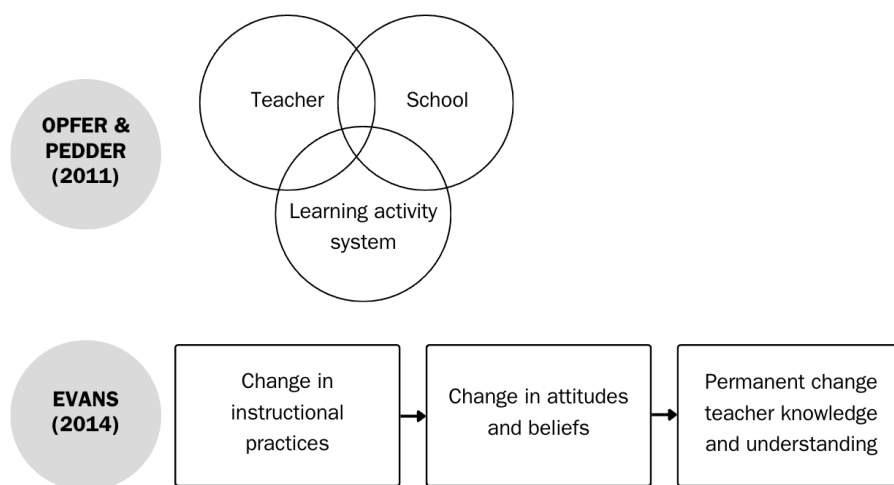 OPFER &
PEDDER
(2011)
Teacher
School
Learning activity
system
EVANS
(2014)
Change in
instructional
practices
Change in attitudes
and beliefs
Permanent change
teacher knowledge
and understanding